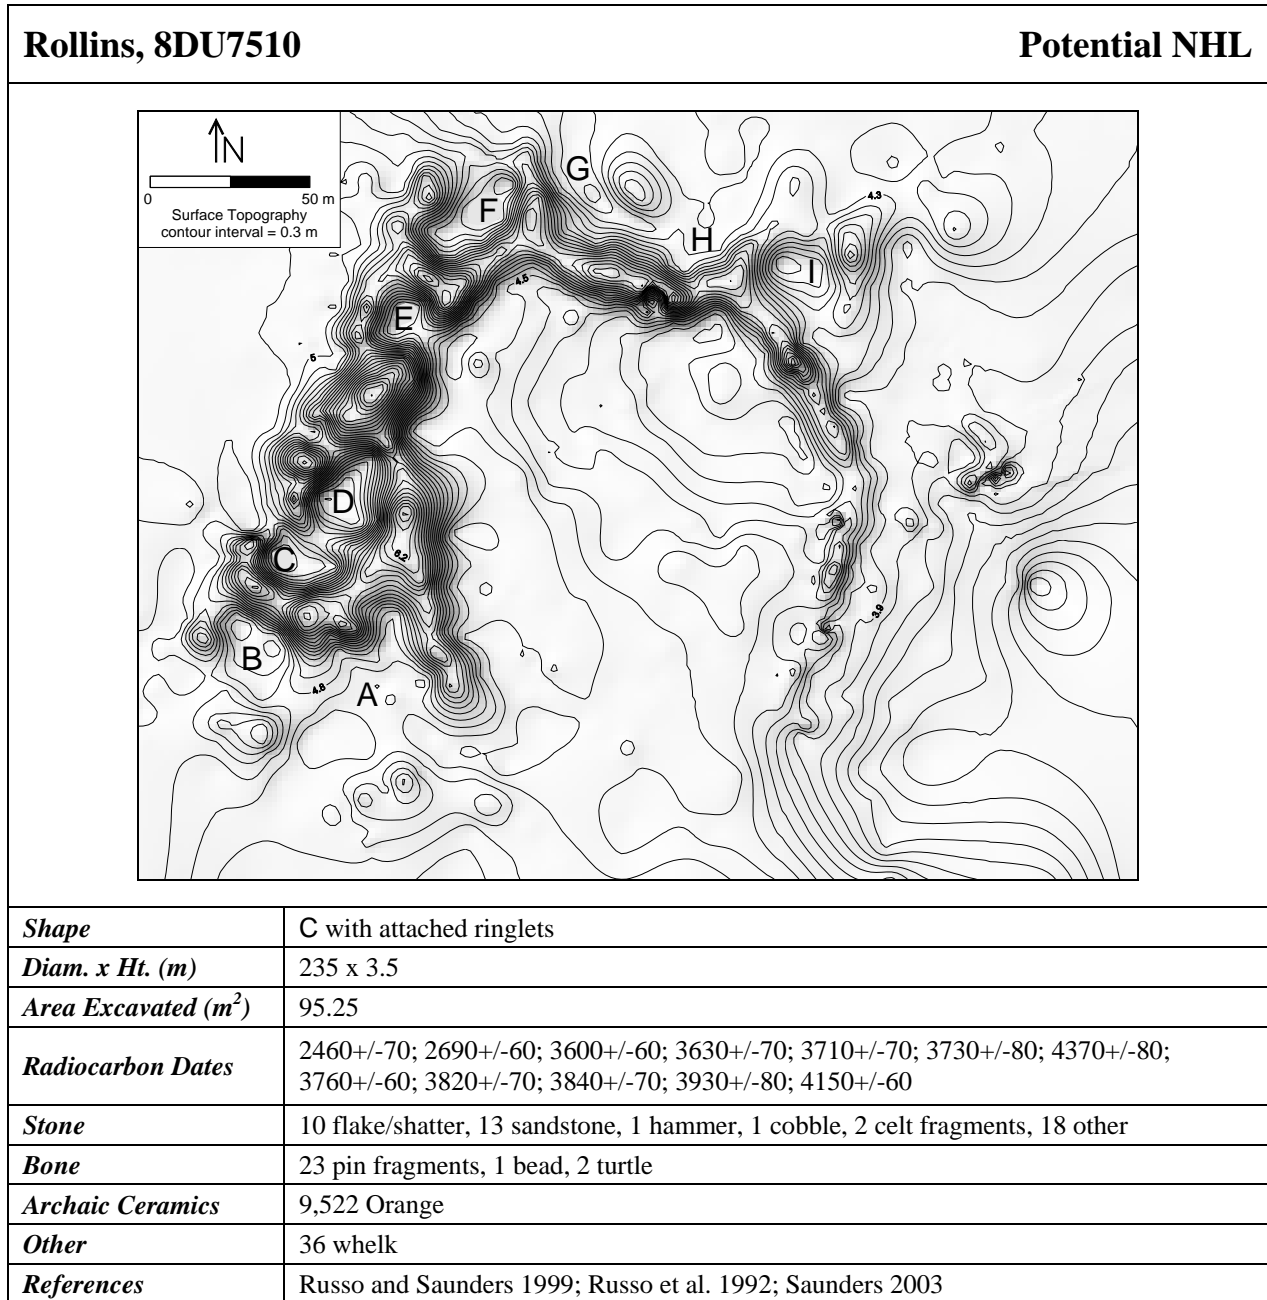 Rollins, 8DU7510 Potential NHL
N
0 50 m
Surface Topography
contour interval = 0.3 m
G
F
4.3
H
I
4.5
E
5
D
6.2
C
3.9
B
4.8
A
Shape C with attached ringlets
Diam. x Ht. (m) 235 x 3.5
Area Excavated (m²) 95.25
Radiocarbon Dates 2460+/-70; 2690+/-60; 3600+/-60; 3630+/-70; 3710+/-70; 3730+/-80; 4370+/-80;
3760+/-60; 3820+/-70; 3840+/-70; 3930+/-80; 4150+/-60
Stone 10 flake/shatter, 13 sandstone, 1 hammer, 1 cobble, 2 celt fragments, 18 other
Bone 23 pin fragments, 1 bead, 2 turtle
Archaic Ceramics 9,522 Orange
Other 36 whelk
References Russo and Saunders 1999; Russo et al. 1992; Saunders 2003